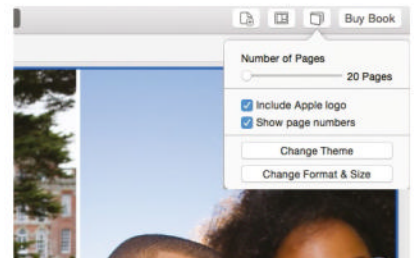 Buy Book
Number of Pages
20 Pages
Include Apple logo
Show page numbers
Change Theme
Change Format & Size